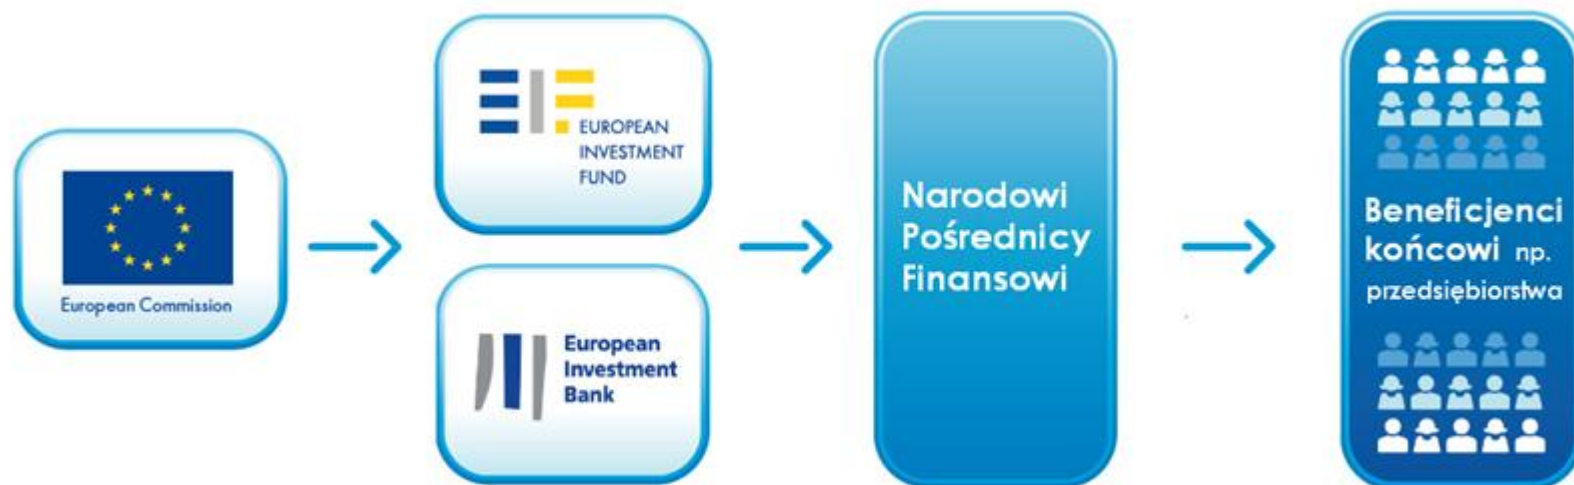 European Commission
EUROPEAN
INVESTMENT
FUND
European
Investment
Bank
Narodowi
Pośrednicy
Finansowi
Beneficjenci
końcowi np.
przedsiębiorstwa